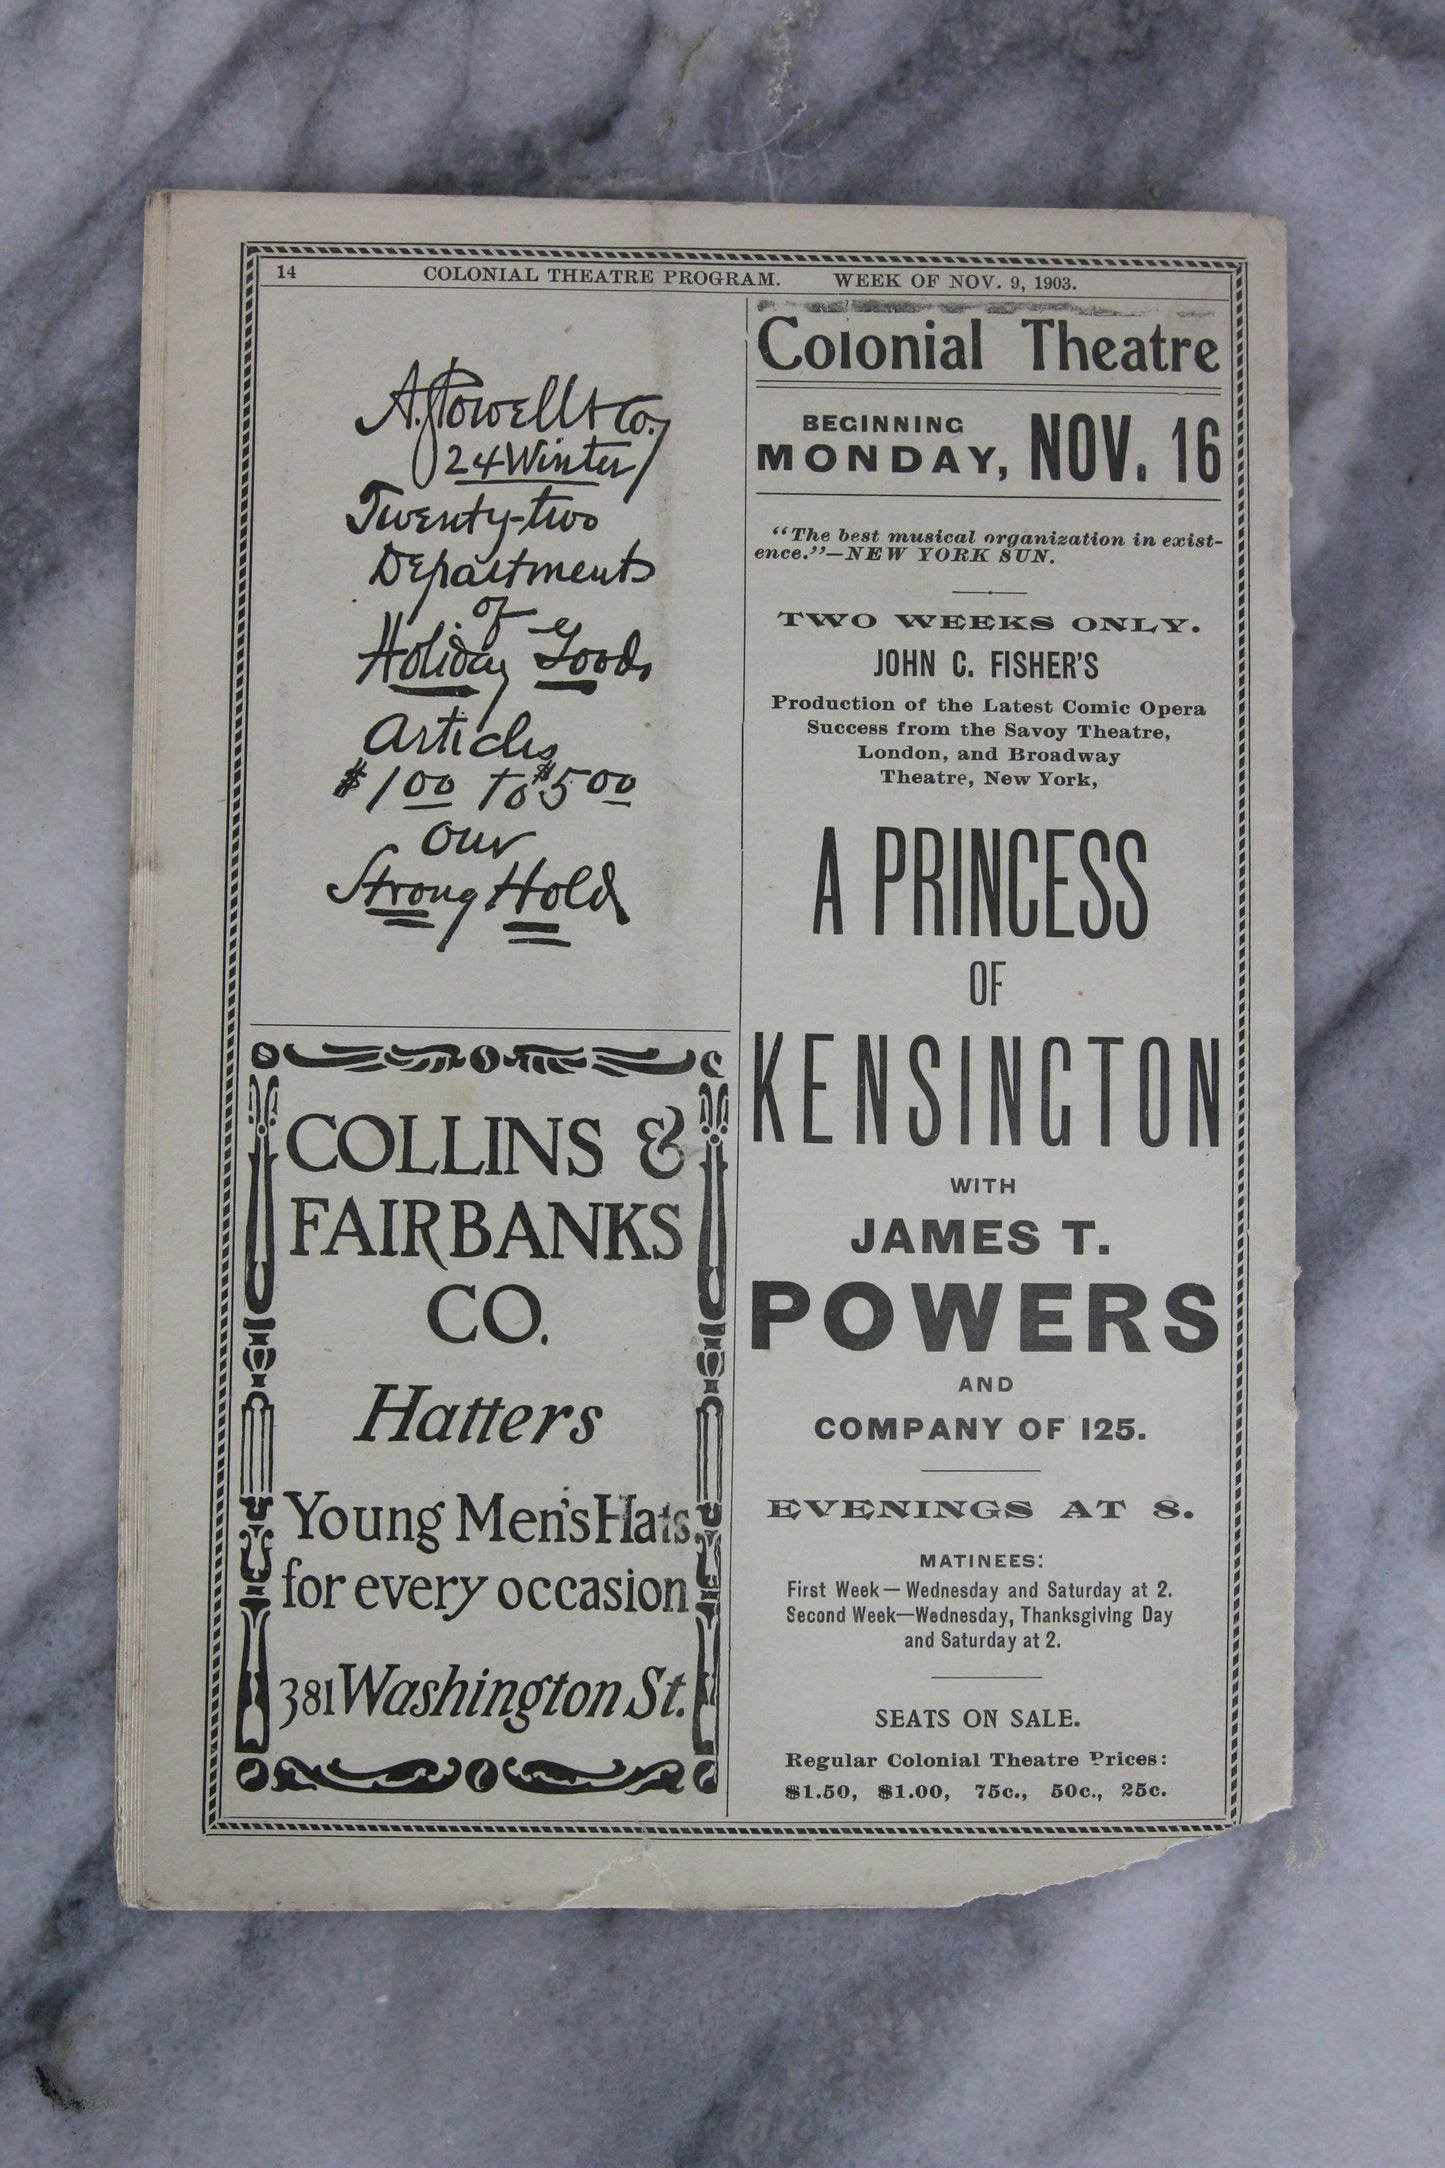 14 COLONIAL THEATRE PROGRAM. WEEK OF NOV. 9, 1903.
A. Powell & Co.,
24 Winter
Twenty-two
Departments
of
Holiday Goods
Articles
$1 00 to $5 00
our
Strong Hold
COLLINS &
FAIRBANKS
CO.
Hatters
Young Men's Hats
for every occasion
381 Washington St.
Colonial Theatre
BEGINNING
MONDAY, NOV. 16
"The best musical organization in exist-
ence."—NEW YORK SUN.
TWO WEEKS ONLY.
JOHN C. FISHER'S
Production of the Latest Comic Opera
Success from the Savoy Theatre,
London, and Broadway
Theatre, New York,
A PRINCESS
OF
KENSINGTON
WITH
JAMES T.
POWERS
AND
COMPANY OF 125.
EVENINGS AT 8.
MATINEES:
First Week—Wednesday and Saturday at 2.
Second Week—Wednesday, Thanksgiving Day
and Saturday at 2.
SEATS ON SALE.
Regular Colonial Theatre Prices:
$1.50, $1.00, 75c., 50c., 25c.